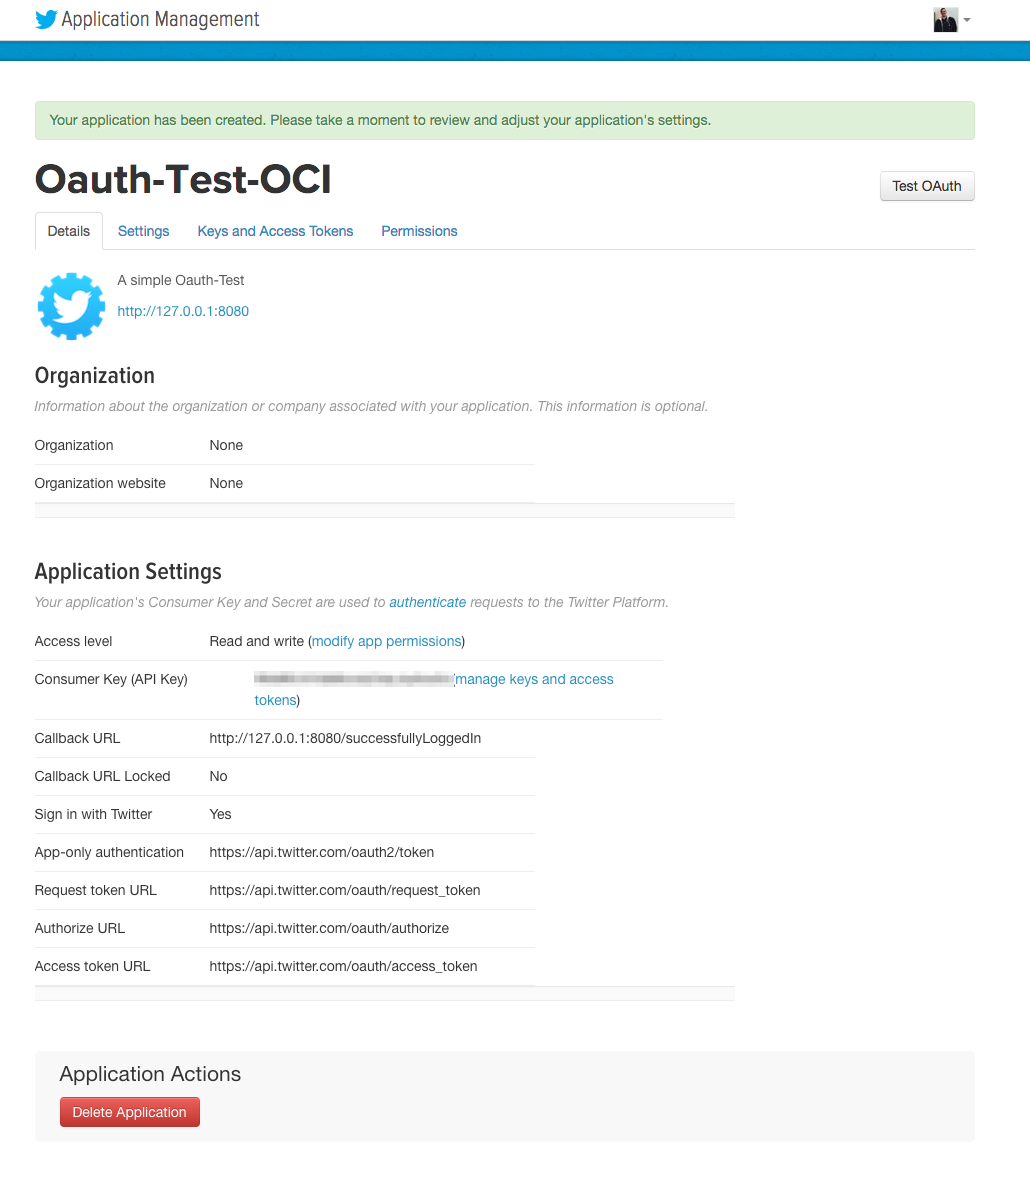 Application Management
Your application has been created. Please take a moment to review and adjust your application's settings.
Oauth-Test-OCI
Test OAuth
Details Settings Keys and Access Tokens Permissions
A simple Oauth-Test
http://127.0.0.1:8080
Organization
Information about the organization or company associated with your application. This information is optional.
Organization None
Organization website None
Application Settings
Your application's Consumer Key and Secret are used to authenticate requests to the Twitter Platform.
Access level Read and write (modify app permissions)
Consumer Key (API Key) (manage keys and access
tokens)
Callback URL http://127.0.0.1:8080/successfullyLoggedIn
Callback URL Locked No
Sign in with Twitter Yes
App-only authentication https://api.twitter.com/oauth2/token
Request token URL https://api.twitter.com/oauth/request_token
Authorize URL https://api.twitter.com/oauth/authorize
Access token URL https://api.twitter.com/oauth/access_token
Application Actions
Delete Application